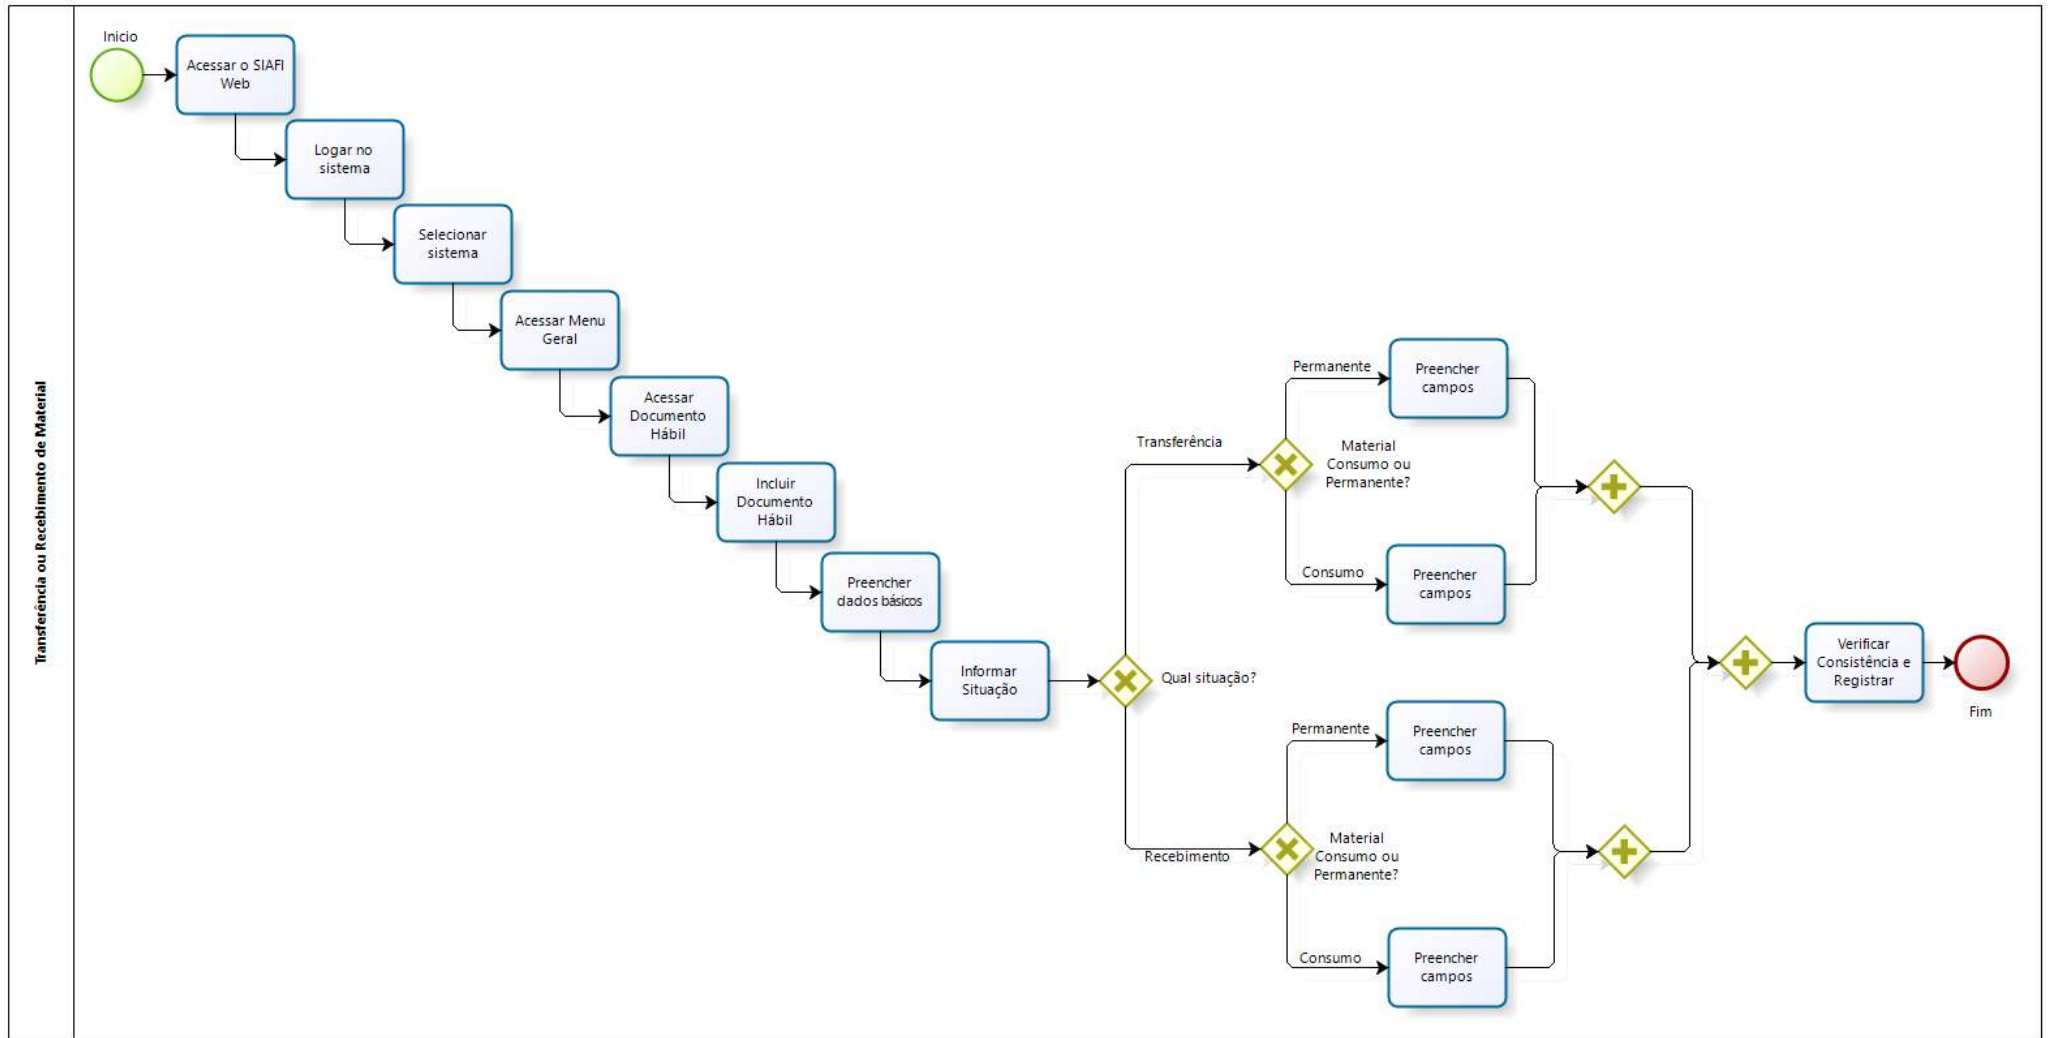 Transferência ou Recebimento de Material
Inicio
Acessar o SIAFI
Web
Logar no
sistema
Selecionar
sistema
Acessar Menu
Geral
Acessar
Documento
Hábil
Incluir
Documento
Hábil
Preencher
dados básicos
Informar
Situação
Qual situação?
Transferência
Material
Consumo ou
Permanente?
Permanente
Preencher
campos
Consumo
Preencher
campos
Recebimento
Material
Consumo ou
Permanente?
Permanente
Preencher
campos
Consumo
Preencher
campos
Verificar
Consistência e
Registrar
Fim